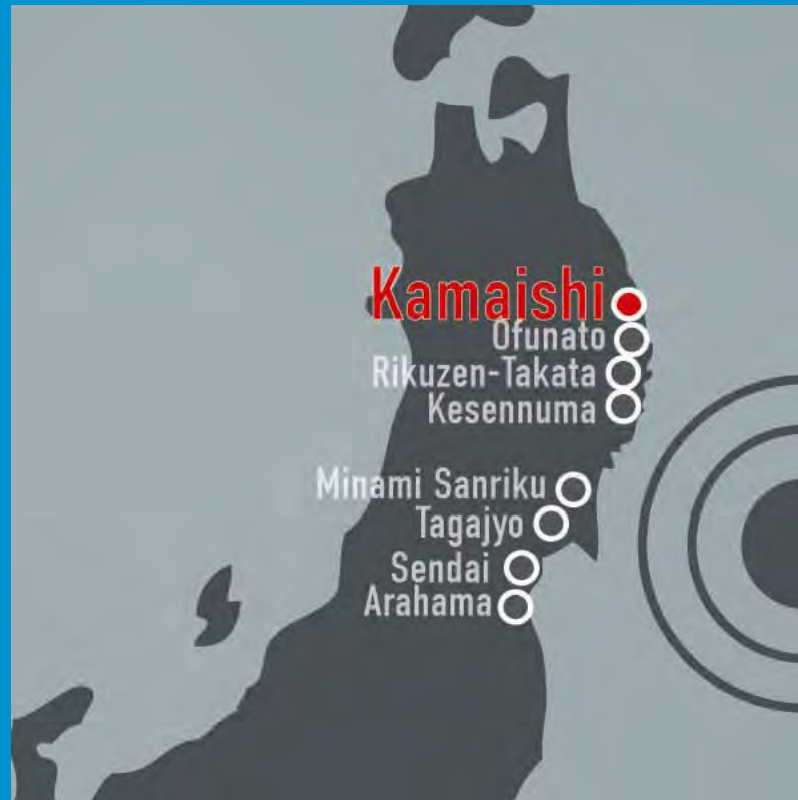 Kamaishi
Ofunato
Rikuzen-Takata
Kesennuma
Minami Sanriku
Tagajyo
Sendai
Arahama